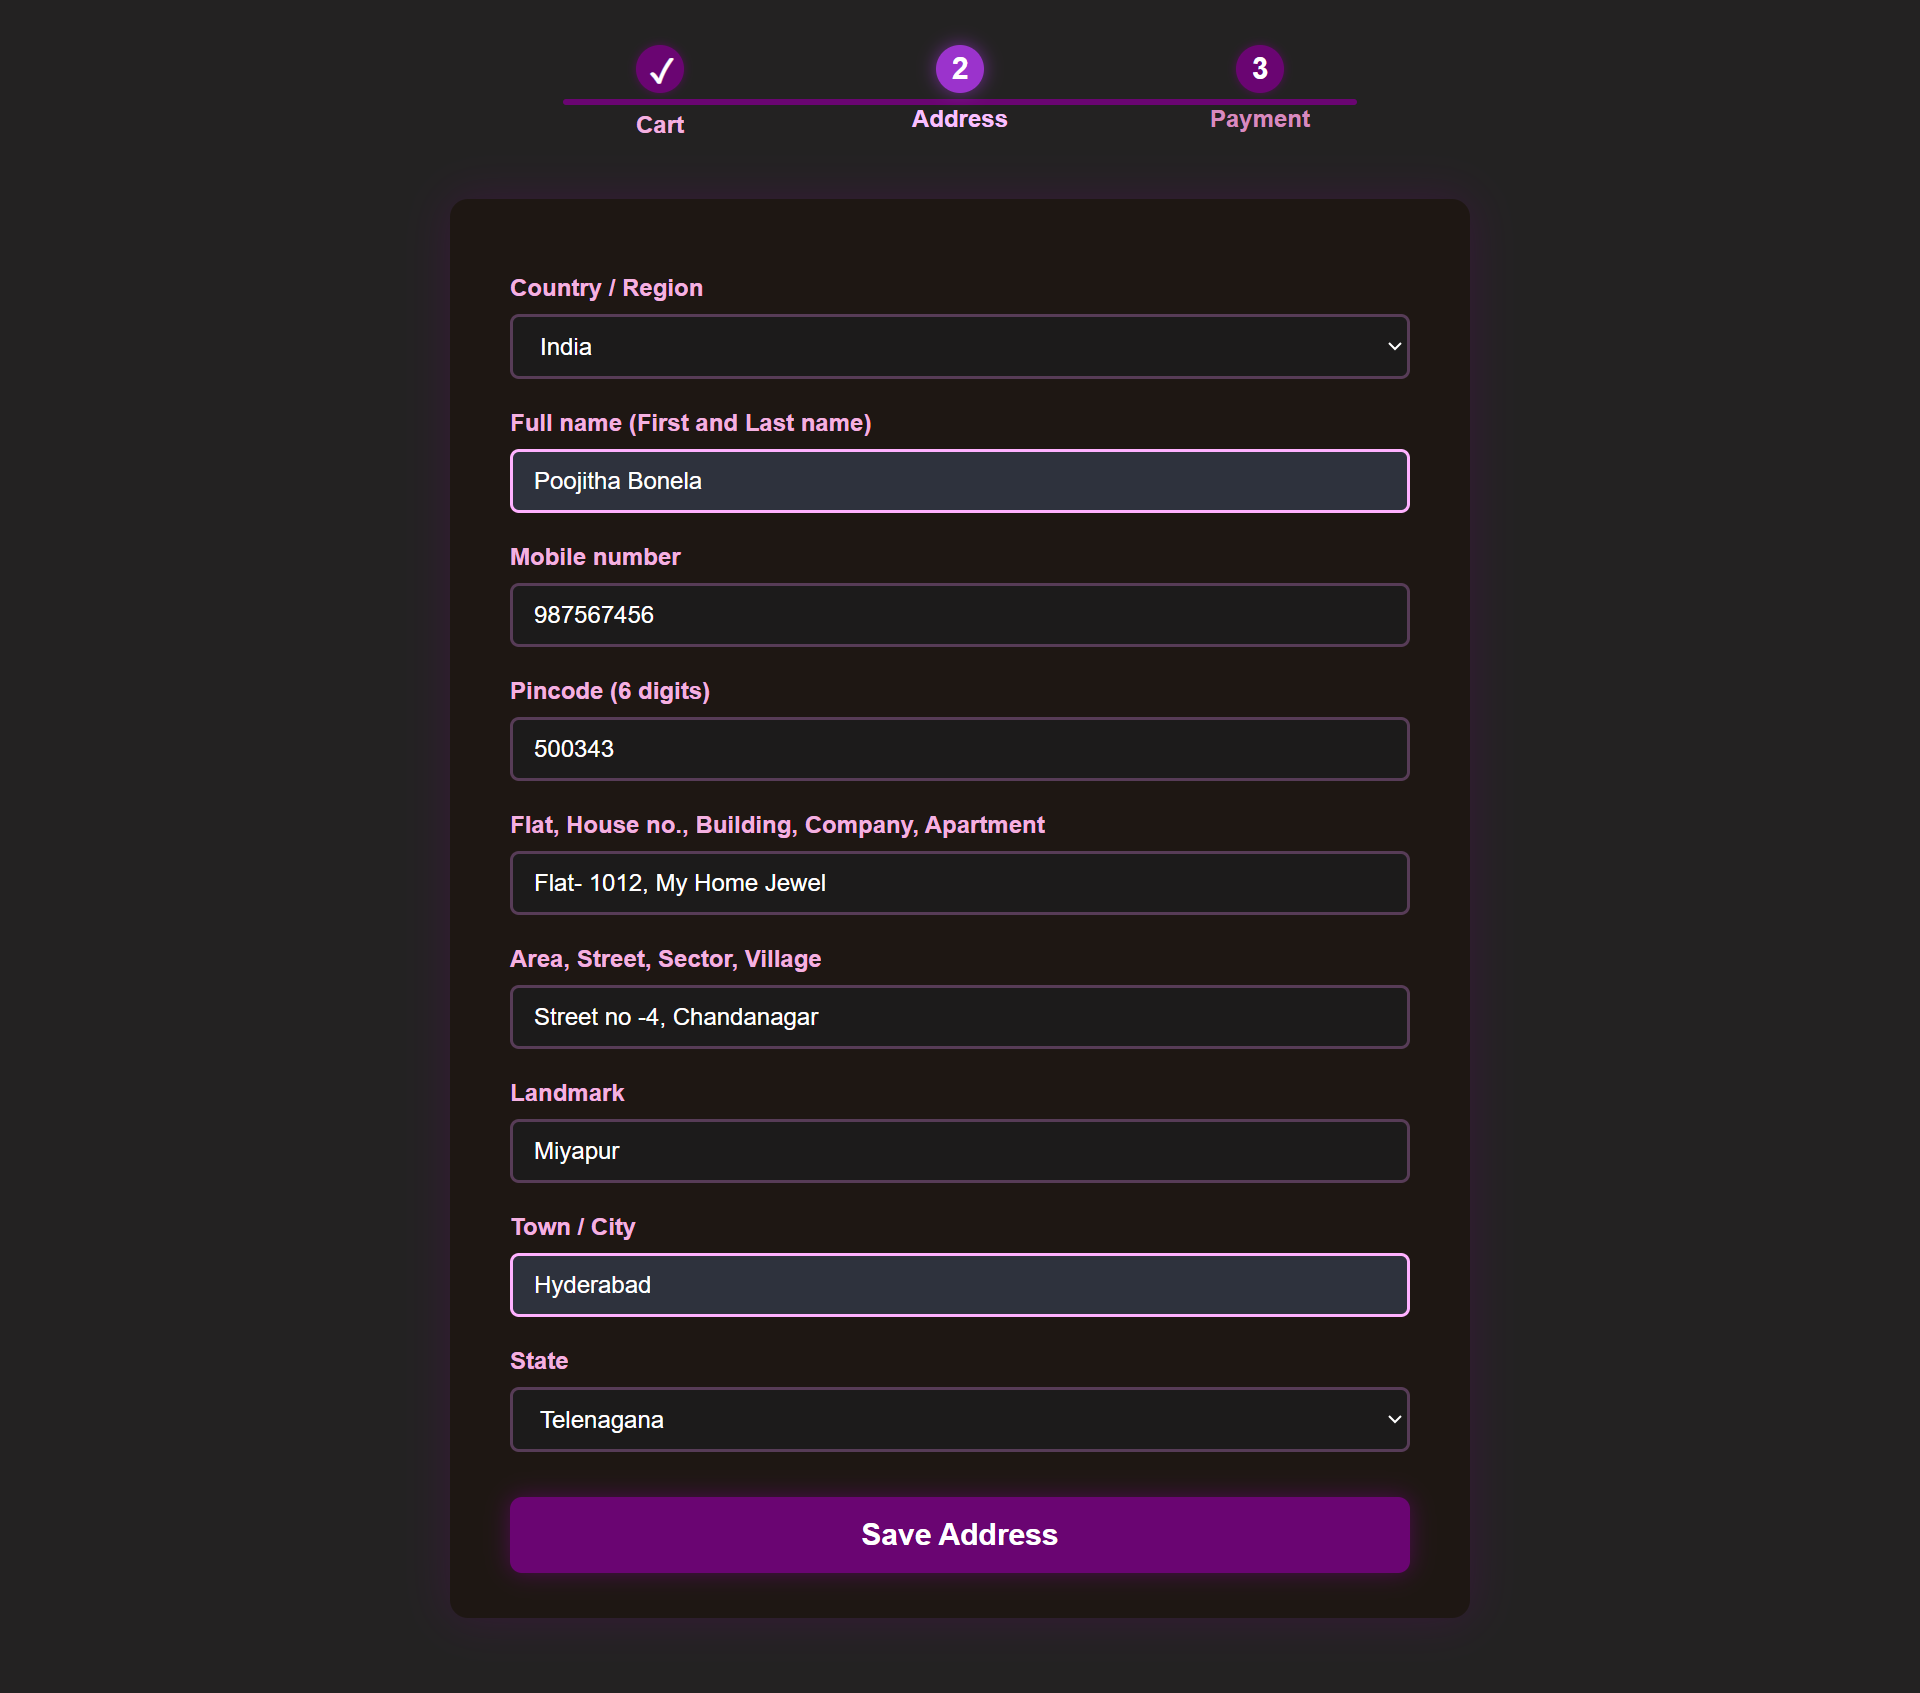 ✓ 2 3
Cart Address Payment
Country / Region
India
Full name (First and Last name)
Poojitha Bonela
Mobile number
987567456
Pincode (6 digits)
500343
Flat, House no., Building, Company, Apartment
Flat- 1012, My Home Jewel
Area, Street, Sector, Village
Street no -4, Chandanagar
Landmark
Miyapur
Town / City
Hyderabad
State
Telenagana
Save Address